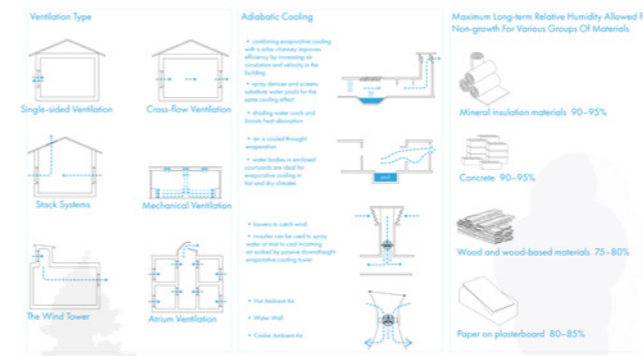 Ventilation Type
Single-sided Ventilation
Cross-flow Ventilation
Stack Systems
Mechanical Ventilation
The Wind Tower
Atrium Ventilation
Adiabatic Cooling
• combining evaporative cooling
with a solar chimney improves
efficiency by increasing air
circulation and velocity in the
building
• spray devices and screens
substitute water pools for the
same cooling effect
• shading water cools and
boosts heat absorption
• air is cooled throught
evaporation
• water bodies in enclosed
courtyards are ideal for
evaporative cooling in
hot and dry climates
pool
• louvers to catch wind
• nozzles can be used to spray
water or mist to cool incoming
air sucked by passive downdraught
evaporative cooling tower
• Hot Ambient Air
• Water Wall
• Cooler Ambient Air
Maximum Long-term Relative Humidity Allowed
Non-growth For Various Groups Of Materials
Mineral insulation materials 90–95%
Concrete 90–95%
Wood and wood-based materials 75–80%
Paper on plasterboard 80–85%